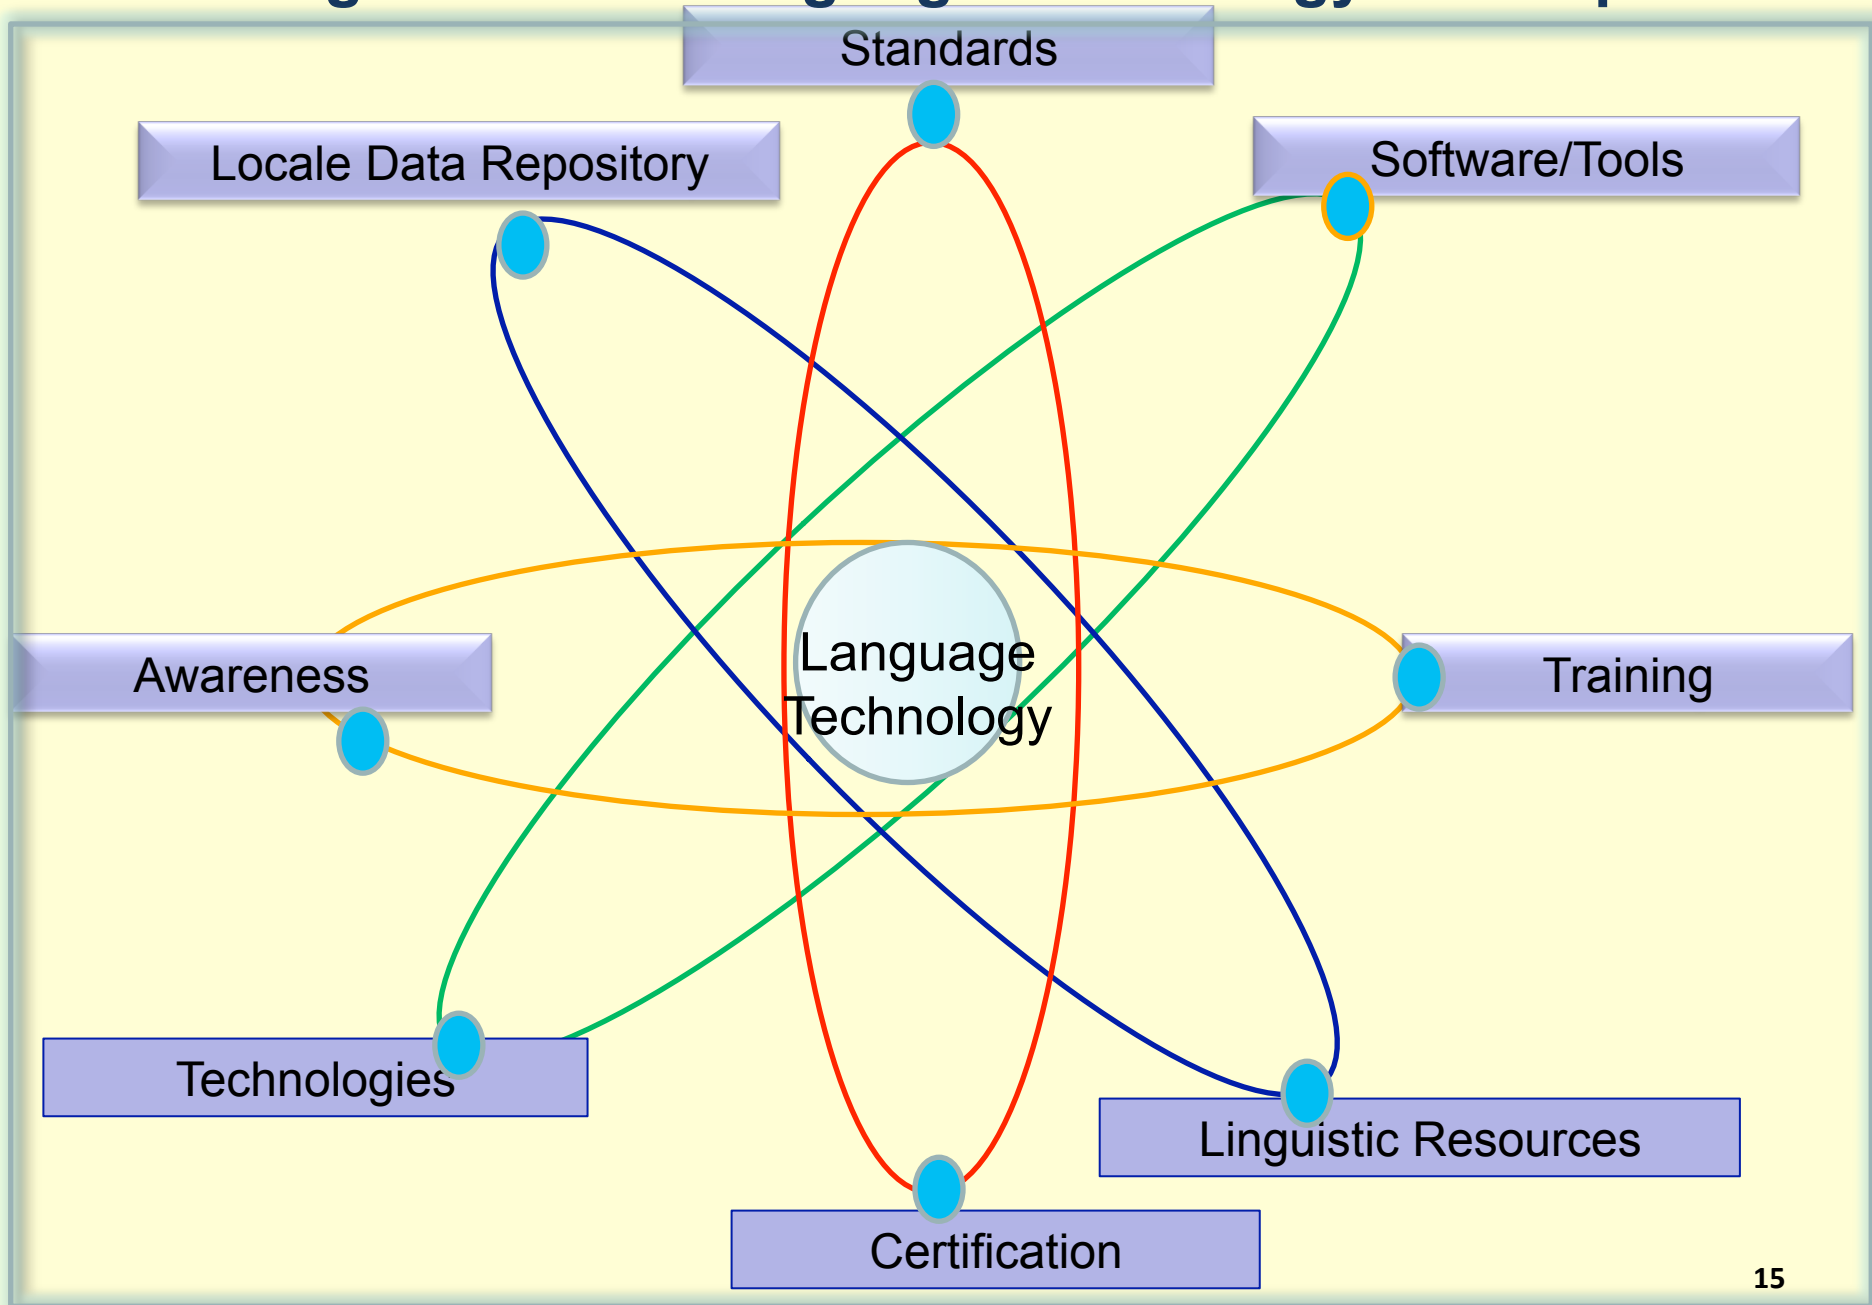 Standards
Locale Data Repository
Software/Tools
Awareness
Language
Technology
Training
Technologies
Linguistic Resources
Certification
15